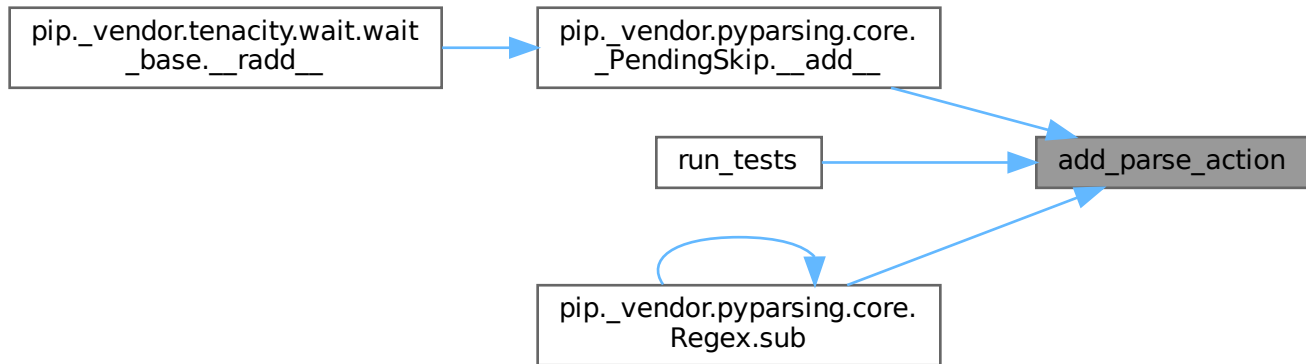 pip._vendor.tenacity.wait.wait
_base.__radd__
pip._vendor.pyparsing.core.
_PendingSkip.__add__
run_tests
add_parse_action
pip._vendor.pyparsing.core.
Regex.sub